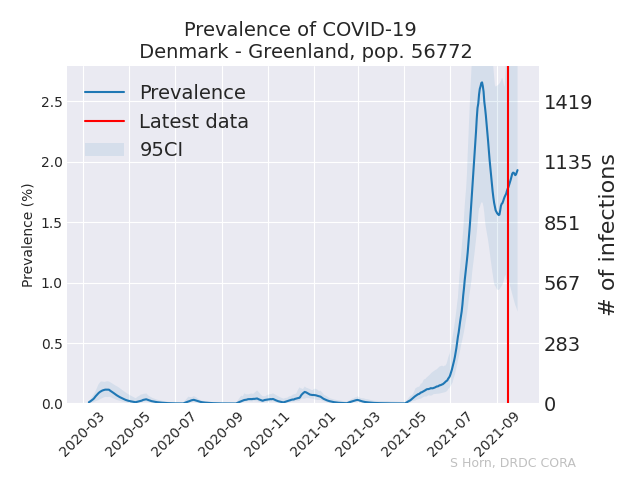 Prevalence of COVID-19
Denmark - Greenland, pop. 56772
Prevalence
Latest data
95CI
Prevalence (%)
2.5
2.0
1.5
1.0
0.5
0.0
1419
1135
851
567
283
0
# of infections
2020-03
2020-05
2020-07
2020-09
2020-11
2021-01
2021-03
2021-05
2021-07
2021-09
S Horn, DRDC CORA